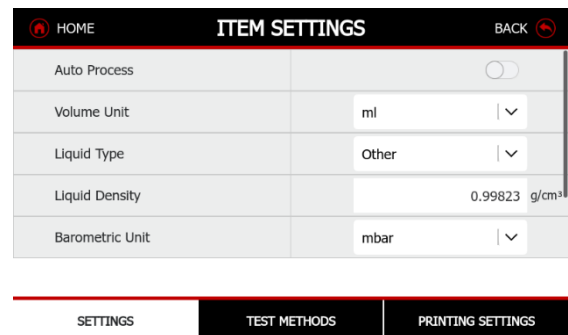 HOME ITEM SETTINGS BACK
Auto Process
Volume Unit ml
Liquid Type Other
Liquid Density 0.99823 g/cm³
Barometric Unit mbar
SETTINGS TEST METHODS PRINTING SETTINGS